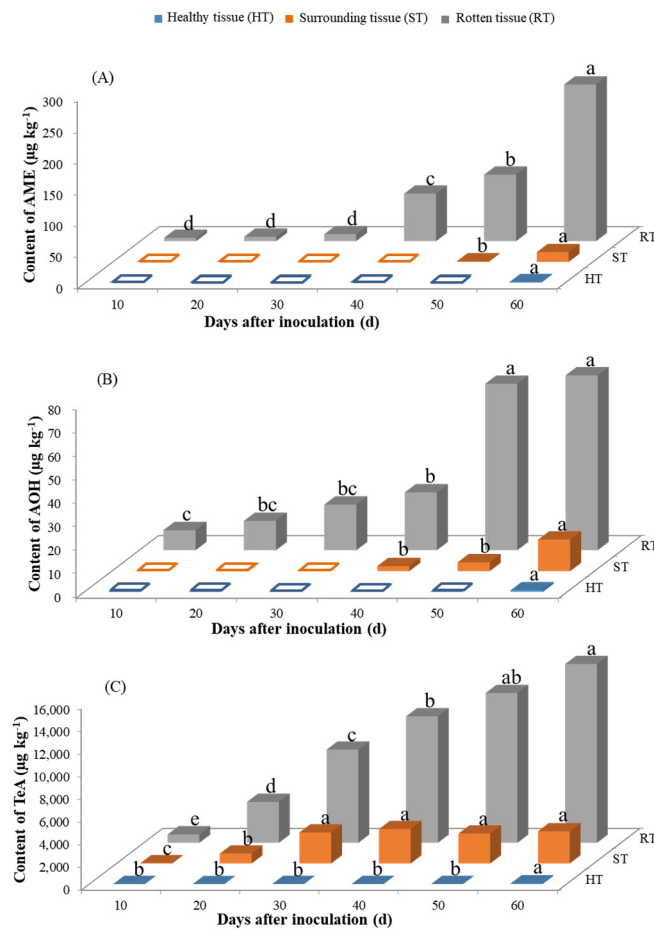 Healthy tissue (HT) Surrounding tissue (ST) Rotten tissue (RT)
(A)
Content of AME (µg kg⁻¹)
300
250
200
150
100
50
0
d d d c b a
b a
a
RT
ST
HT
10 20 30 40 50 60
Days after inoculation (d)
(B)
Content of AOH (µg kg⁻¹)
80
70
60
50
40
30
20
10
0
c bc bc b a a
b b a
a
RT
ST
HT
10 20 30 40 50 60
Days after inoculation (d)
(C)
Content of TeA (µg kg⁻¹)
16,000
14,000
12,000
10,000
8,000
6,000
4,000
2,000
0
e d c b ab a
c b a a a a
b b b b b a
RT
ST
HT
10 20 30 40 50 60
Days after inoculation (d)